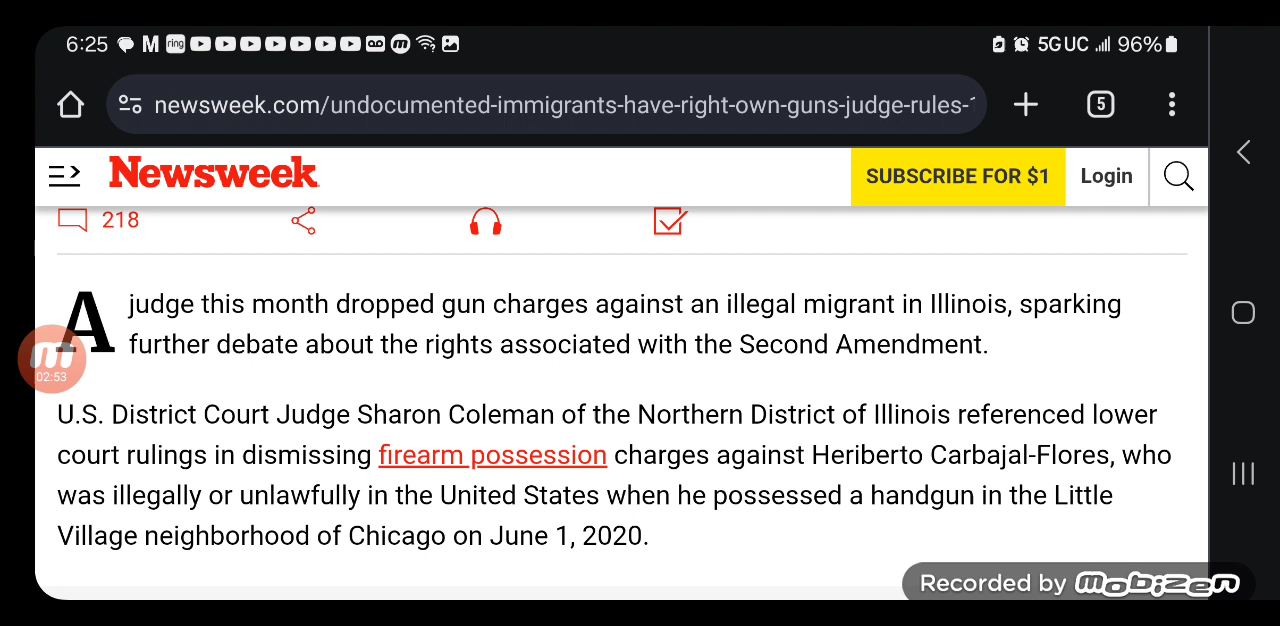 6:25 M ring 5G UC 96%
newsweek.com/undocumented-immigrants-have-right-own-guns-judge-rules-
5
Newsweek
SUBSCRIBE FOR $1
Login
218
A judge this month dropped gun charges against an illegal migrant in Illinois, sparking
further debate about the rights associated with the Second Amendment.
U.S. District Court Judge Sharon Coleman of the Northern District of Illinois referenced lower
court rulings in dismissing firearm possession charges against Heriberto Carbajal-Flores, who
was illegally or unlawfully in the United States when he possessed a handgun in the Little
Village neighborhood of Chicago on June 1, 2020.
m
02:53
Recorded by mobizen